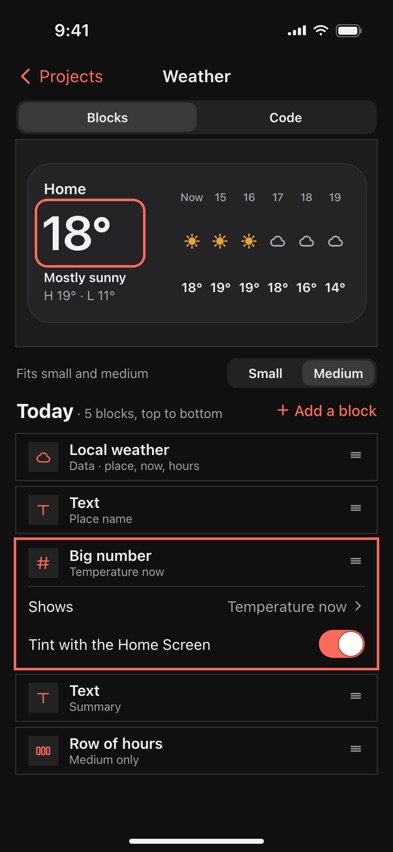 9:41
Projects
Weather
Blocks
Code
Home
18°
Mostly sunny
H 19° · L 11°
Now 15 16 17 18 19
18° 19° 19° 18° 16° 14°
Fits small and medium
Small
Medium
Today · 5 blocks, top to bottom
+ Add a block
Local weather
Data · place, now, hours
Text
Place name
Big number
Temperature now
Shows
Temperature now
Tint with the Home Screen
Text
Summary
Row of hours
Medium only